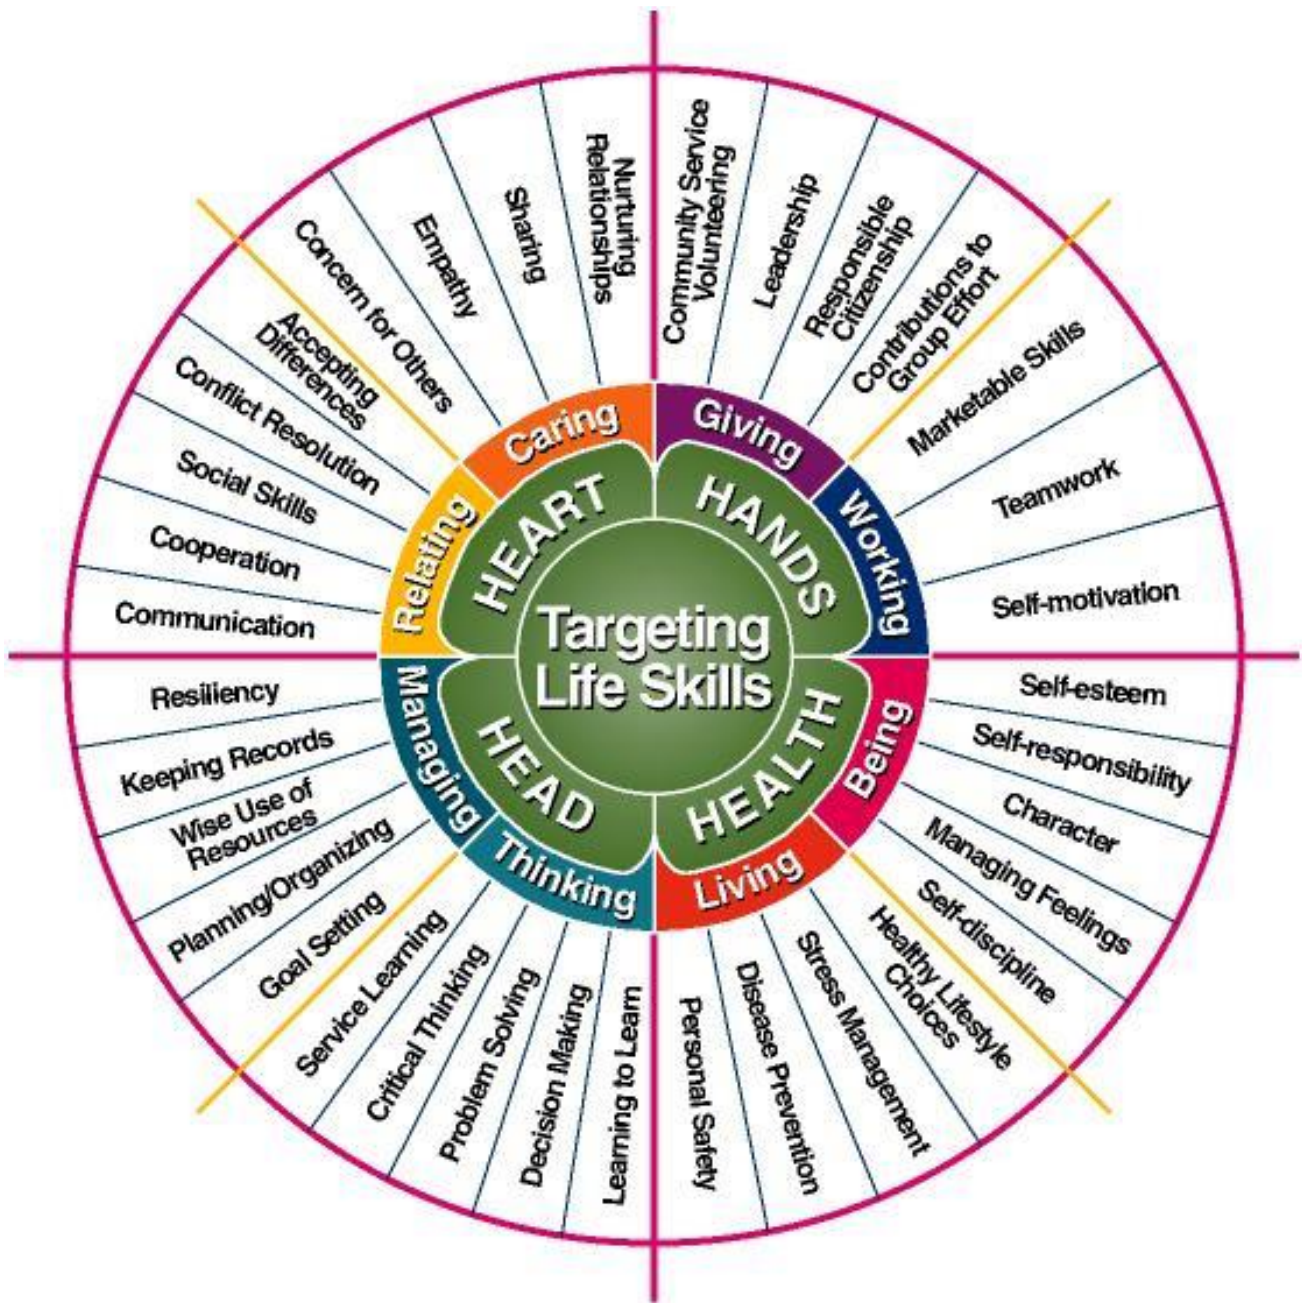 Targeting
Life Skills
HEART
HANDS
HEALTH
HEAD
Caring
Giving
Working
Being
Living
Thinking
Managing
Relating
Community Service
Volunteering
Leadership
Responsible
Citizenship
Contributions to
Group Effort
Marketable Skills
Teamwork
Self-motivation
Self-esteem
Self-responsibility
Character
Managing Feelings
Self-discipline
Healthy Lifestyle
Choices
Stress Management
Disease Prevention
Personal Safety
Learning to Learn
Decision Making
Problem Solving
Critical Thinking
Service Learning
Goal Setting
Planning/Organizing
Wise Use of
Resources
Keeping Records
Resiliency
Communication
Cooperation
Social Skills
Conflict Resolution
Accepting
Differences
Concern for Others
Empathy
Sharing
Nurturing
Relationships